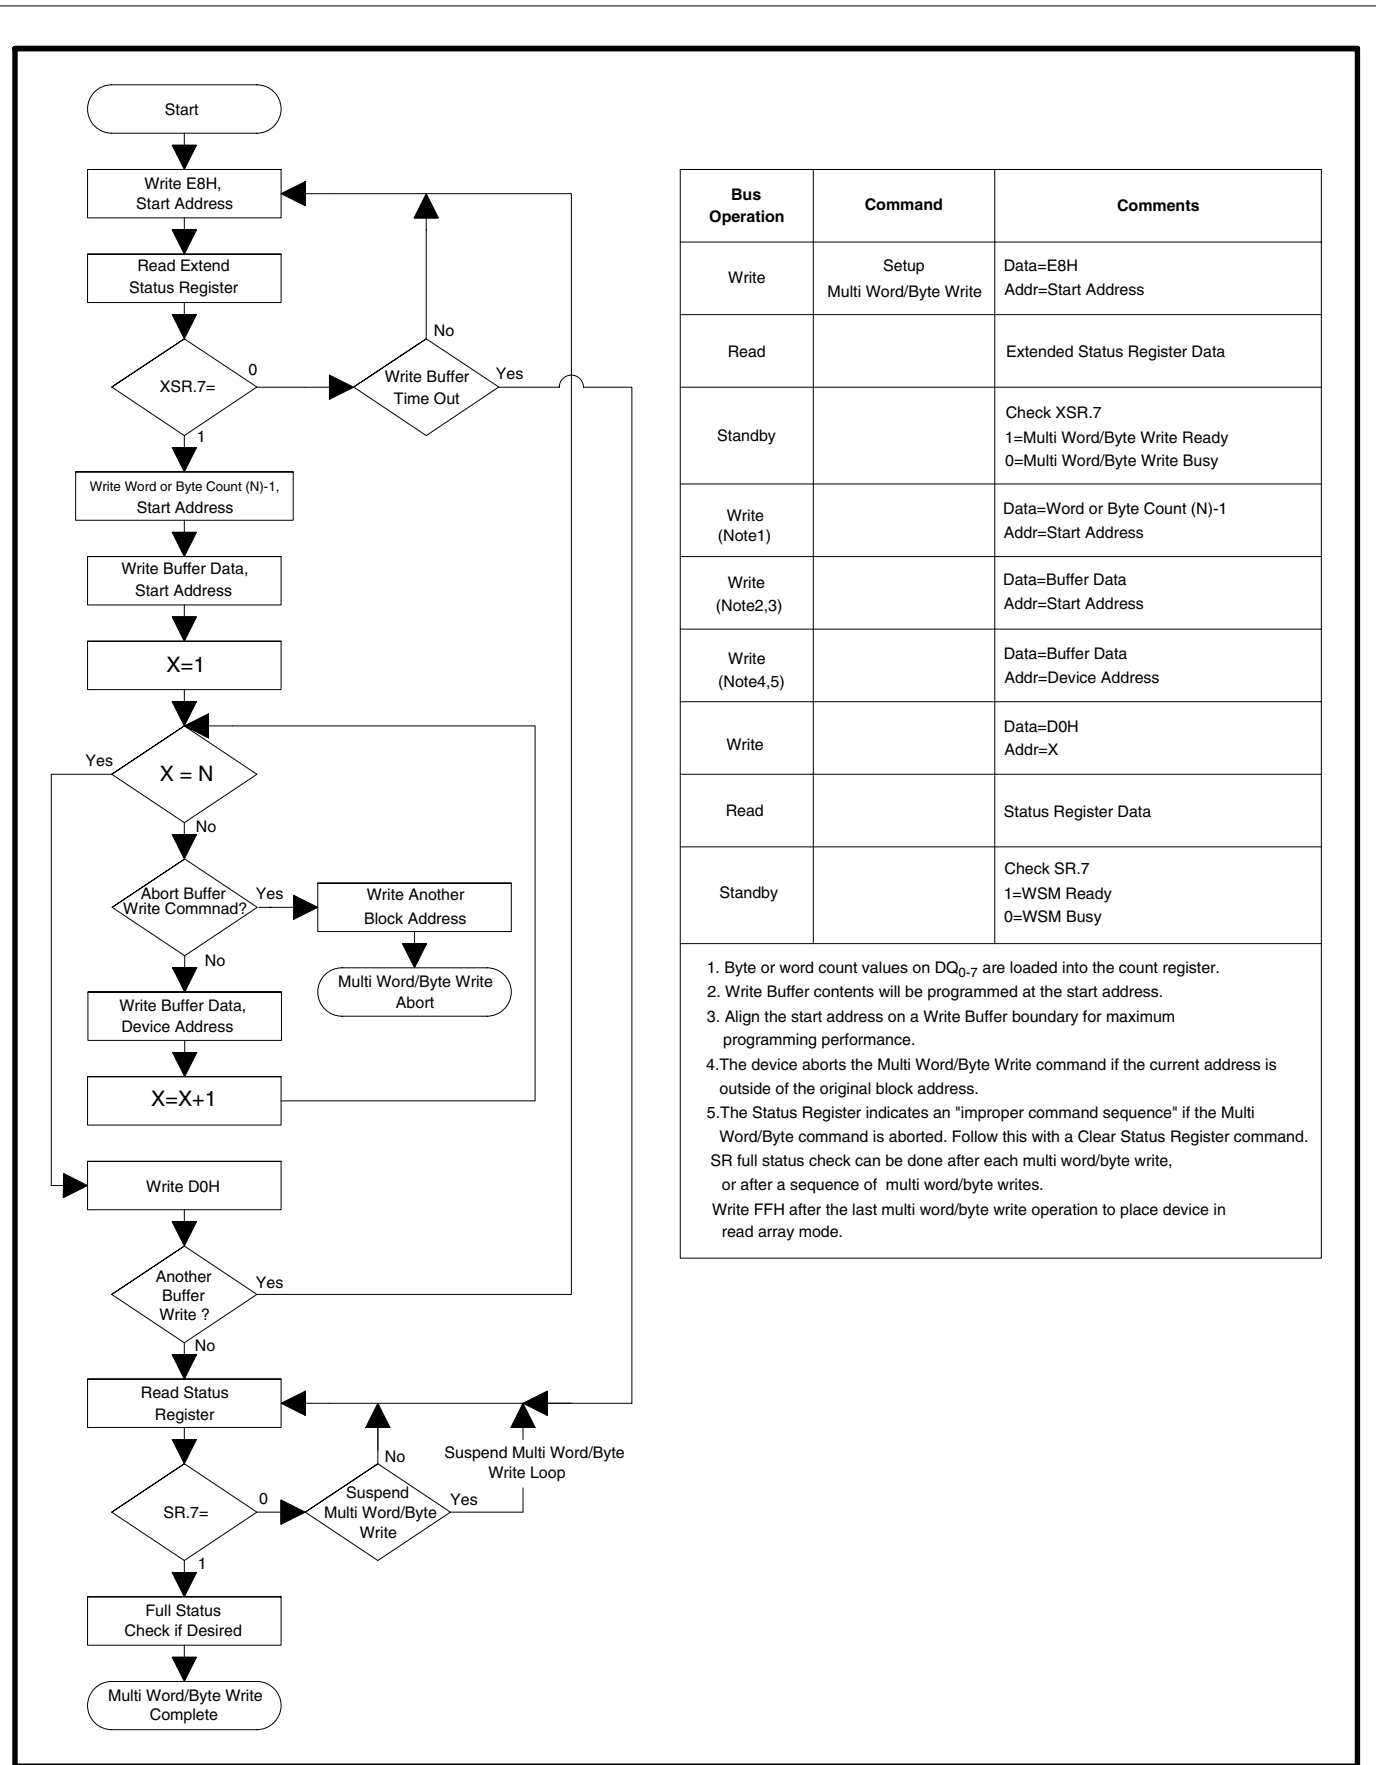 Start
Write E8H,
Start Address
Read Extend
Status Register
No
XSR.7=
0
Write Buffer
Time Out
Yes
1
Write Word or Byte Count (N)-1,
Start Address
Write Buffer Data,
Start Address
X=1
Yes
X = N
No
Abort Buffer
Write Commnad?
Yes
Write Another
Block Address
No
Multi Word/Byte Write
Abort
Write Buffer Data,
Device Address
X=X+1
Write D0H
Another
Buffer
Write ?
Yes
No
Read Status
Register
No
Suspend Multi Word/Byte
Write Loop
SR.7=
0
Suspend
Multi Word/Byte
Write
Yes
1
Full Status
Check if Desired
Multi Word/Byte Write
Complete
Bus
Operation
Command
Comments
Write
Setup
Multi Word/Byte Write
Data=E8H
Addr=Start Address
Read
Extended Status Register Data
Standby
Check XSR.7
1=Multi Word/Byte Write Ready
0=Multi Word/Byte Write Busy
Write
(Note1)
Data=Word or Byte Count (N)-1
Addr=Start Address
Write
(Note2,3)
Data=Buffer Data
Addr=Start Address
Write
(Note4,5)
Data=Buffer Data
Addr=Device Address
Write
Data=D0H
Addr=X
Read
Status Register Data
Standby
Check SR.7
1=WSM Ready
0=WSM Busy
1. Byte or word count values on DQ0-7 are loaded into the count register.
2. Write Buffer contents will be programmed at the start address.
3. Align the start address on a Write Buffer boundary for maximum
programming performance.
4.The device aborts the Multi Word/Byte Write command if the current address is
outside of the original block address.
5.The Status Register indicates an "improper command sequence" if the Multi
Word/Byte command is aborted. Follow this with a Clear Status Register command.
SR full status check can be done after each multi word/byte write,
or after a sequence of multi word/byte writes.
Write FFH after the last multi word/byte write operation to place device in
read array mode.